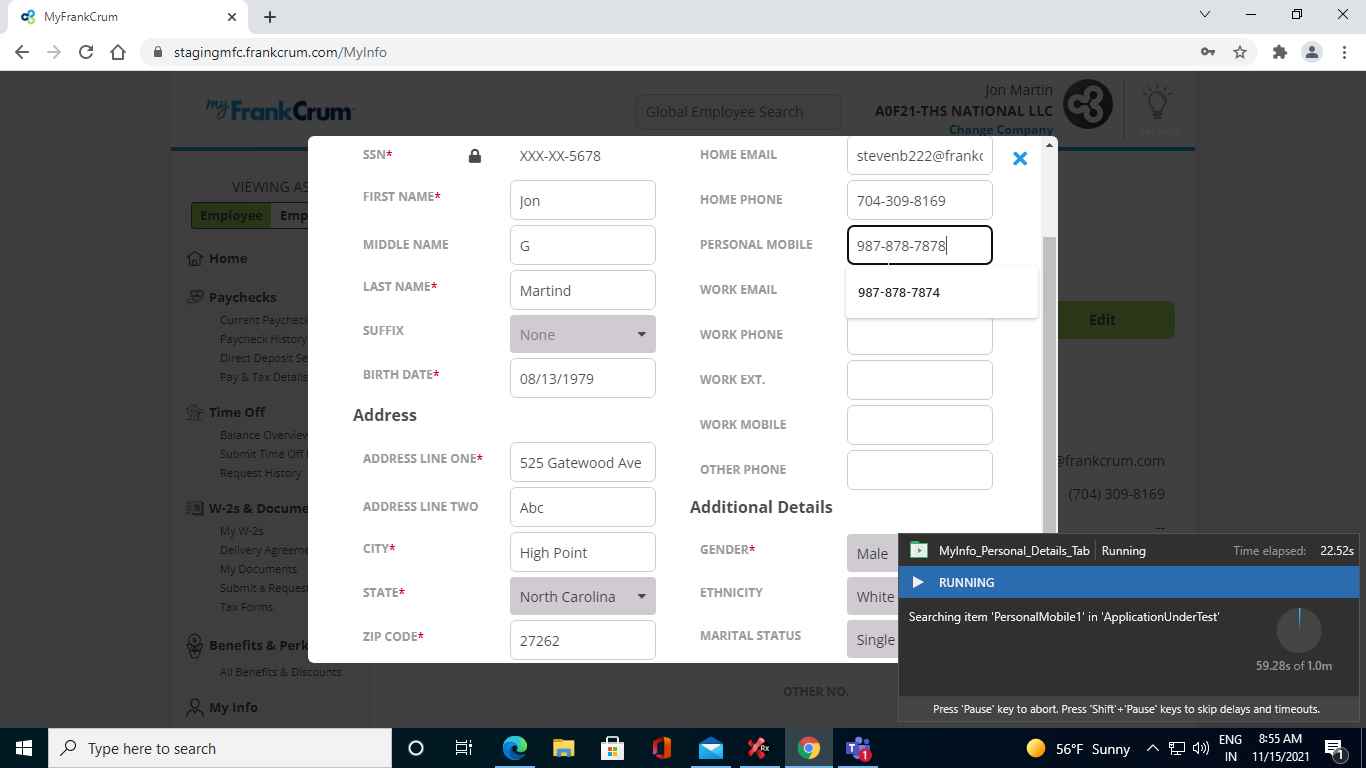 MyFrankCrum
stagingmfc.frankcrum.com/MyInfo
myFrankCrum
Global Employee Search
Jon Martin
A0F21-THS NATIONAL LLC
Change Company
VIEWING AS
Employee
Emp
Home
Paychecks
Current Paycheck
Paycheck History
Direct Deposit Se
Pay & Tax Details
Time Off
Balance Overview
Submit Time Off
Request History
W-2s & Docume
My W-2s
Delivery Agreeme
My Documents
Submit a Request
Tax Forms
Benefits & Perk
All Benefits & Discounts
My Info
SSN*
XXX-XX-5678
FIRST NAME*
Jon
MIDDLE NAME
G
LAST NAME*
Martind
SUFFIX
None
BIRTH DATE*
08/13/1979
Address
ADDRESS LINE ONE*
525 Gatewood Ave
ADDRESS LINE TWO
Abc
CITY*
High Point
STATE*
North Carolina
ZIP CODE*
27262
HOME EMAIL
stevenb222@frankc
HOME PHONE
704-309-8169
PERSONAL MOBILE
987-878-7878
987-878-7874
WORK EMAIL
WORK PHONE
WORK EXT.
WORK MOBILE
OTHER PHONE
Additional Details
GENDER*
Male
ETHNICITY
White
MARITAL STATUS
Single
Edit
@frankcrum.com
(704) 309-8169
--
OTHER NO.
MyInfo_Personal_Details_Tab
Running
Time elapsed: 22.52s
RUNNING
Searching item 'PersonalMobile1' in 'ApplicationUnderTest'
59.28s of 1.0m
Press 'Pause' key to abort. Press 'Shift'+'Pause' keys to skip delays and timeouts.
Type here to search
Rx
1
56°F Sunny
ENG
IN
8:55 AM
11/15/2021
1